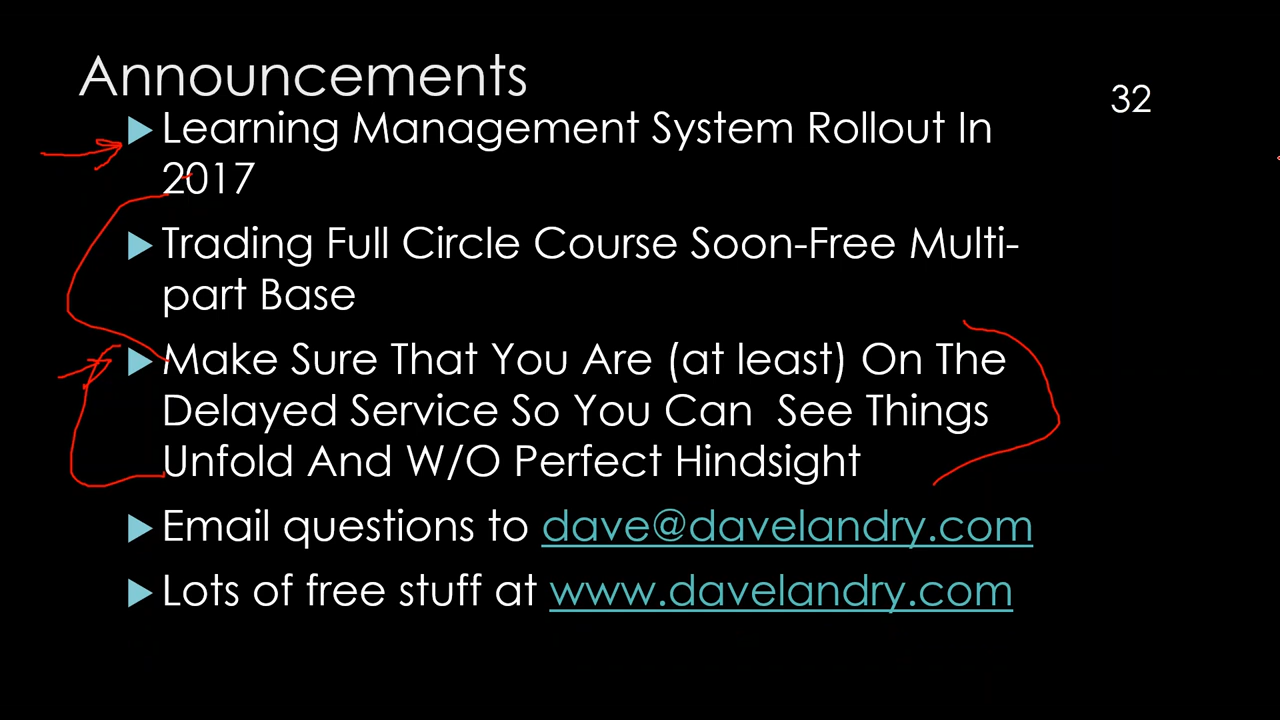 Announcements
32
Learning Management System Rollout In
2017
Trading Full Circle Course Soon-Free Multi-
part Base
Make Sure That You Are (at least) On The
Delayed Service So You Can  See Things
Unfold And W/O Perfect Hindsight
Email questions to dave@davelandry.com
Lots of free stuff at www.davelandry.com